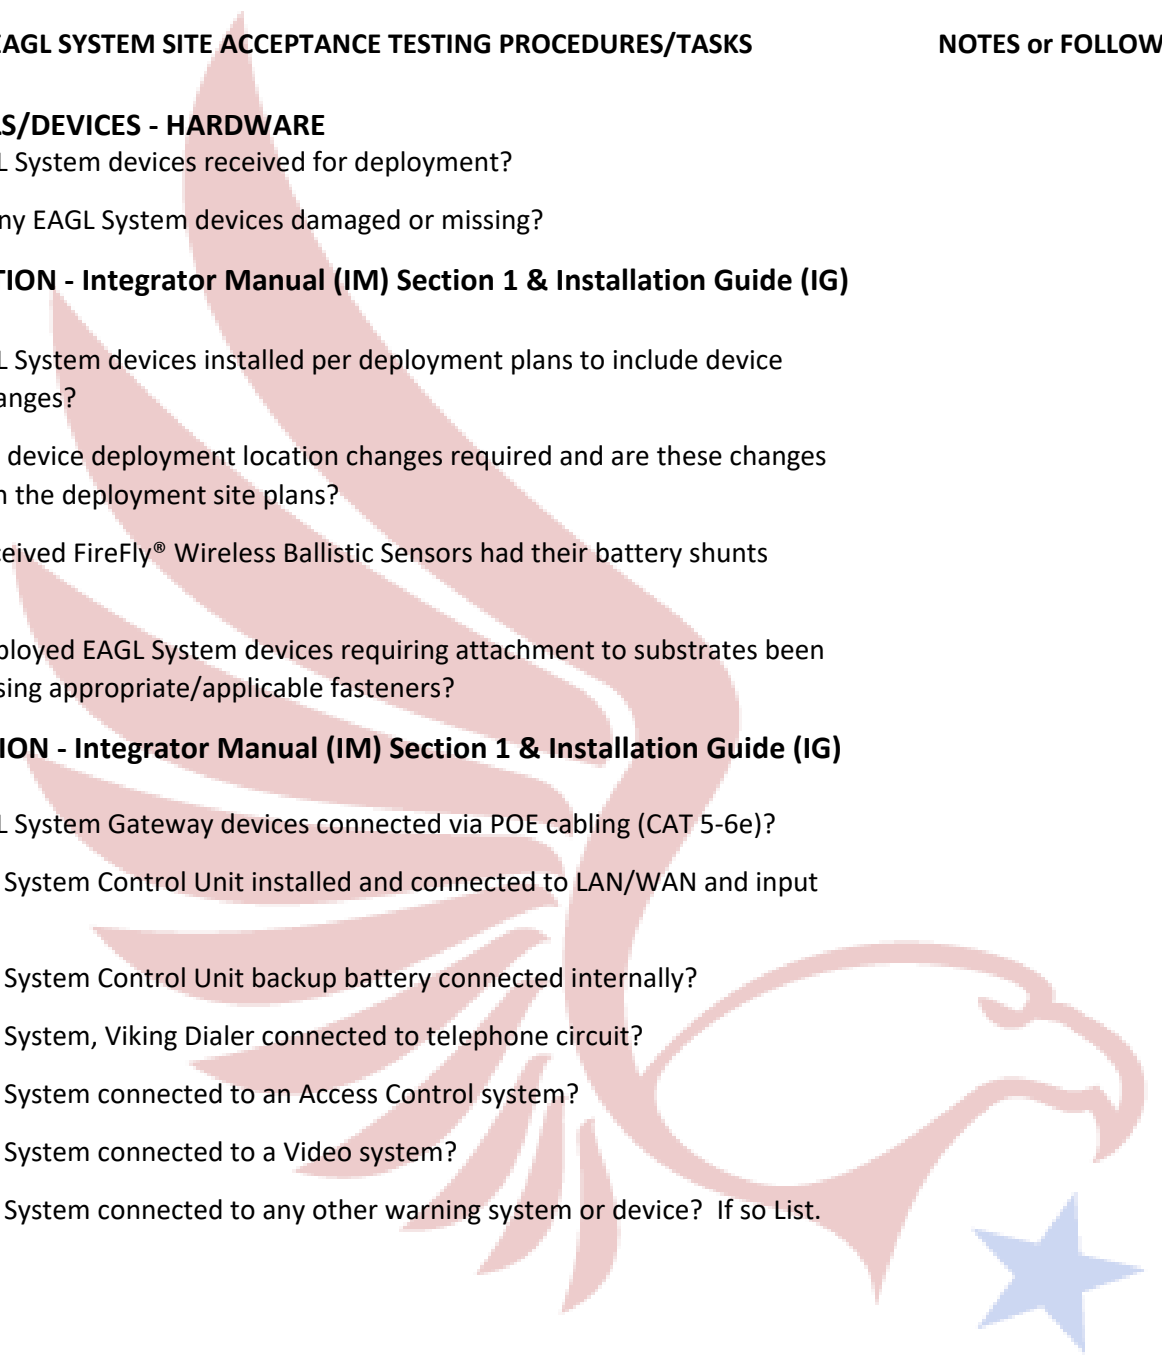 EAGL SYSTEM SITE ACCEPTANCE TESTING PROCEDURES/TASKS NOTES or FOLLOW
LS/DEVICES - HARDWARE
L System devices received for deployment?
ny EAGL System devices damaged or missing?
TION - Integrator Manual (IM) Section 1 & Installation Guide (IG)
L System devices installed per deployment plans to include device
anges?
device deployment location changes required and are these changes
n the deployment site plans?
ceived FireFly® Wireless Ballistic Sensors had their battery shunts
ployed EAGL System devices requiring attachment to substrates been
sing appropriate/applicable fasteners?
ION - Integrator Manual (IM) Section 1 & Installation Guide (IG)
L System Gateway devices connected via POE cabling (CAT 5-6e)?
System Control Unit installed and connected to LAN/WAN and input
System Control Unit backup battery connected internally?
System, Viking Dialer connected to telephone circuit?
System connected to an Access Control system?
System connected to a Video system?
System connected to any other warning system or device? If so List.